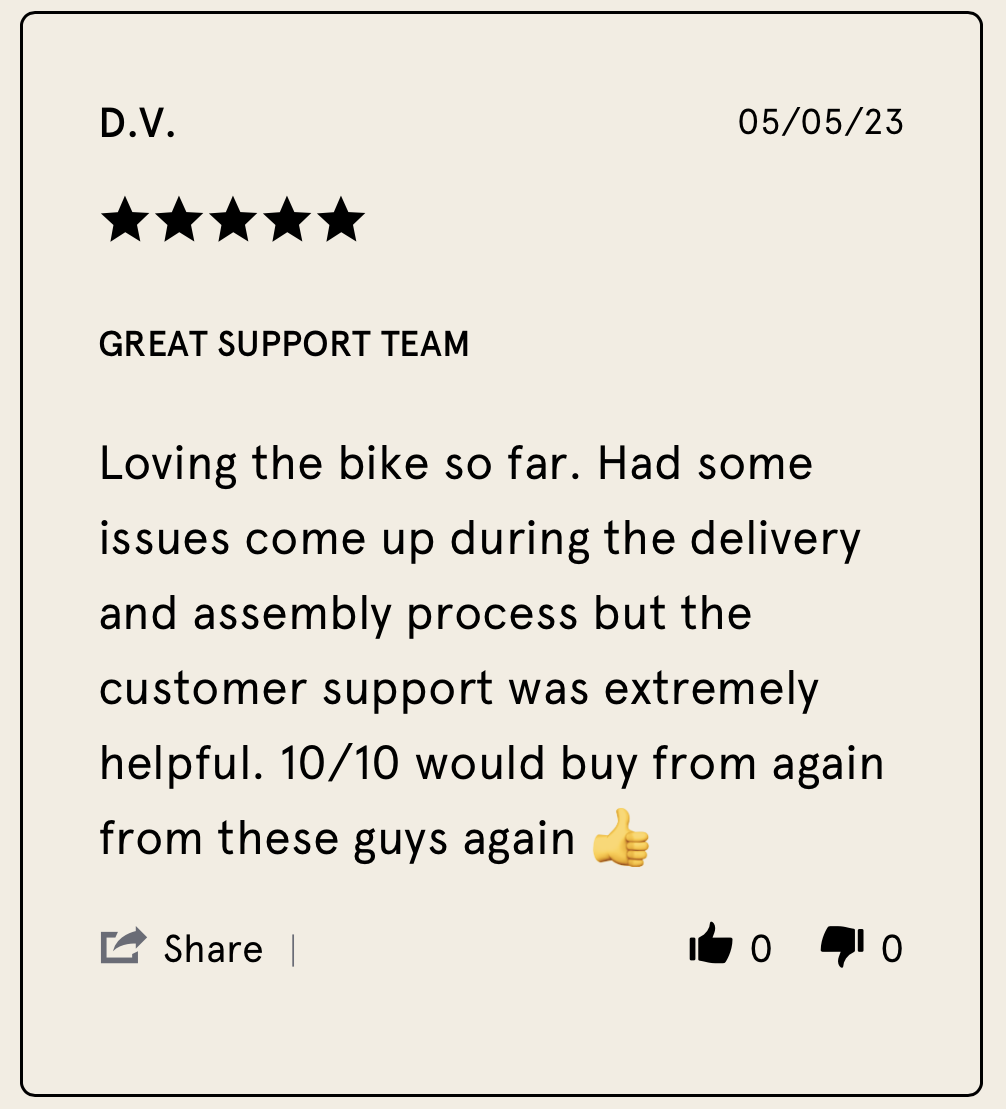 D.V. 05/05/23
GREAT SUPPORT TEAM
Loving the bike so far. Had some
issues come up during the delivery
and assembly process but the
customer support was extremely
helpful. 10/10 would buy from again
from these guys again 👍
Share | 0 0